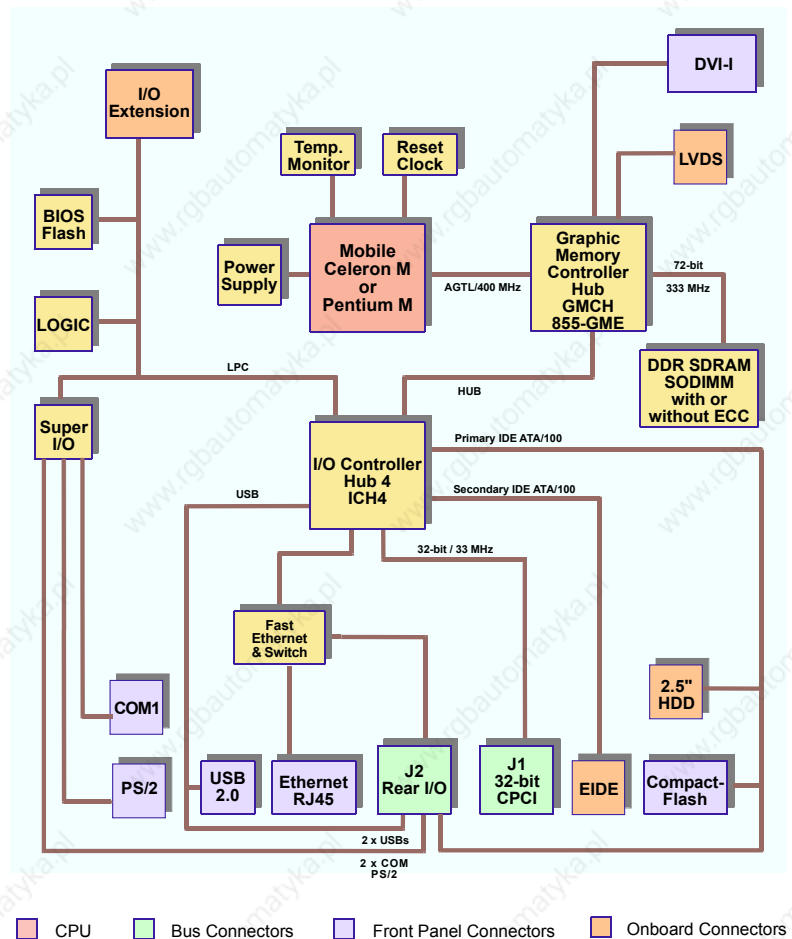 DVI-I
I/O
Extension
Temp.
Monitor
Reset
Clock
LVDS
BIOS
Flash
Mobile
Celeron M
or
Pentium M
Graphic
Memory
Controller
Hub
GMCH
855-GME
Power
Supply
AGTL/400 MHz
72-bit
333 MHz
LOGIC
DDR SDRAM
SODIMM
with or
without ECC
LPC
HUB
Super
I/O
I/O Controller
Hub 4
ICH4
Primary IDE ATA/100
Secondary IDE ATA/100
USB
32-bit / 33 MHz
Fast
Ethernet
& Switch
2.5"
HDD
COM1
PS/2
USB
2.0
Ethernet
RJ45
J2
Rear I/O
J1
32-bit
CPCI
EIDE
Compact-
Flash
2 x USBs
2 x COM
PS/2
CPU
Bus Connectors
Front Panel Connectors
Onboard Connectors
www.rgbautomatyka.pl